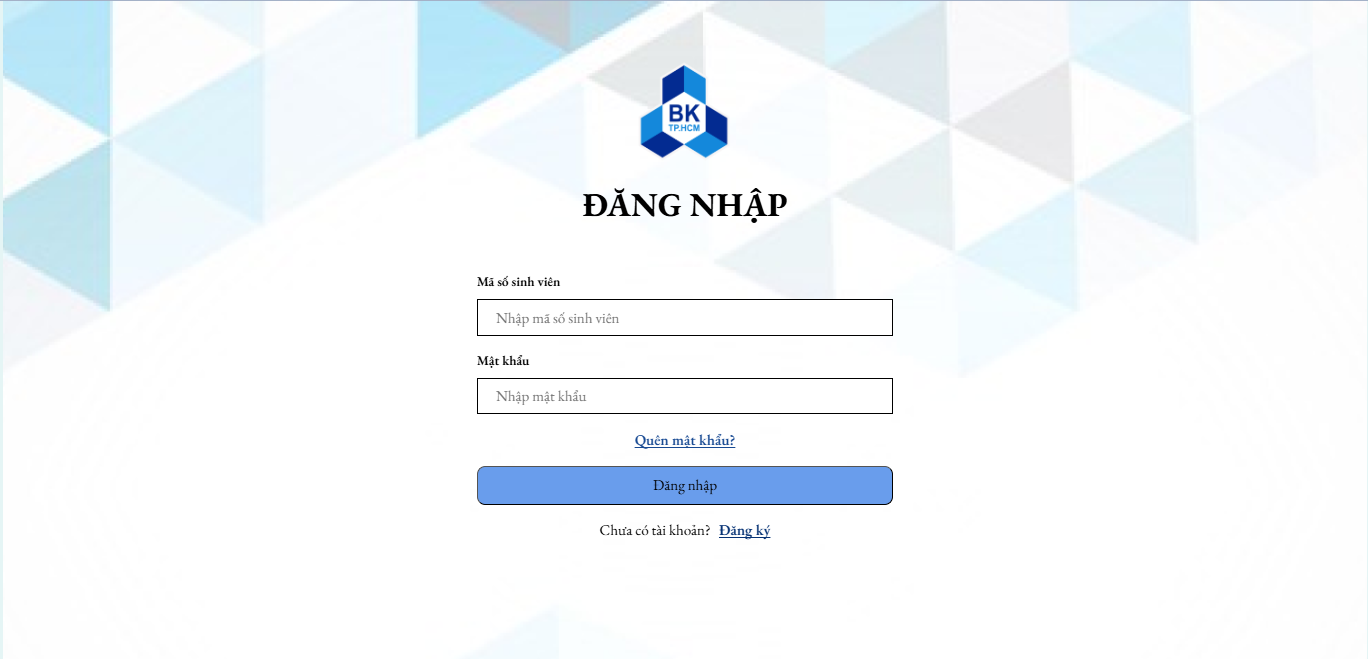 BK
TP.HCM
ĐĂNG NHẬP
Mã số sinh viên
Nhập mã số sinh viên
Mật khẩu
Nhập mật khẩu
Quên mật khẩu?
Đăng nhập
Chưa có tài khoản? Đăng ký